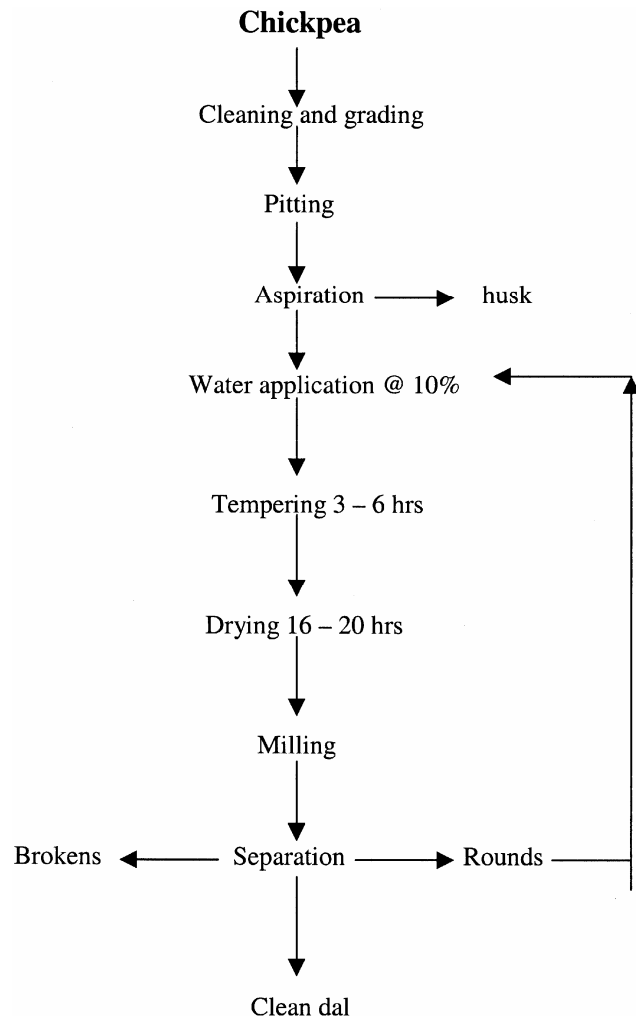 Chickpea
Cleaning and grading
Pitting
Aspiration husk
Water application @ 10%
Tempering 3 – 6 hrs
Drying 16 – 20 hrs
Milling
Brokens Separation Rounds
Clean dal